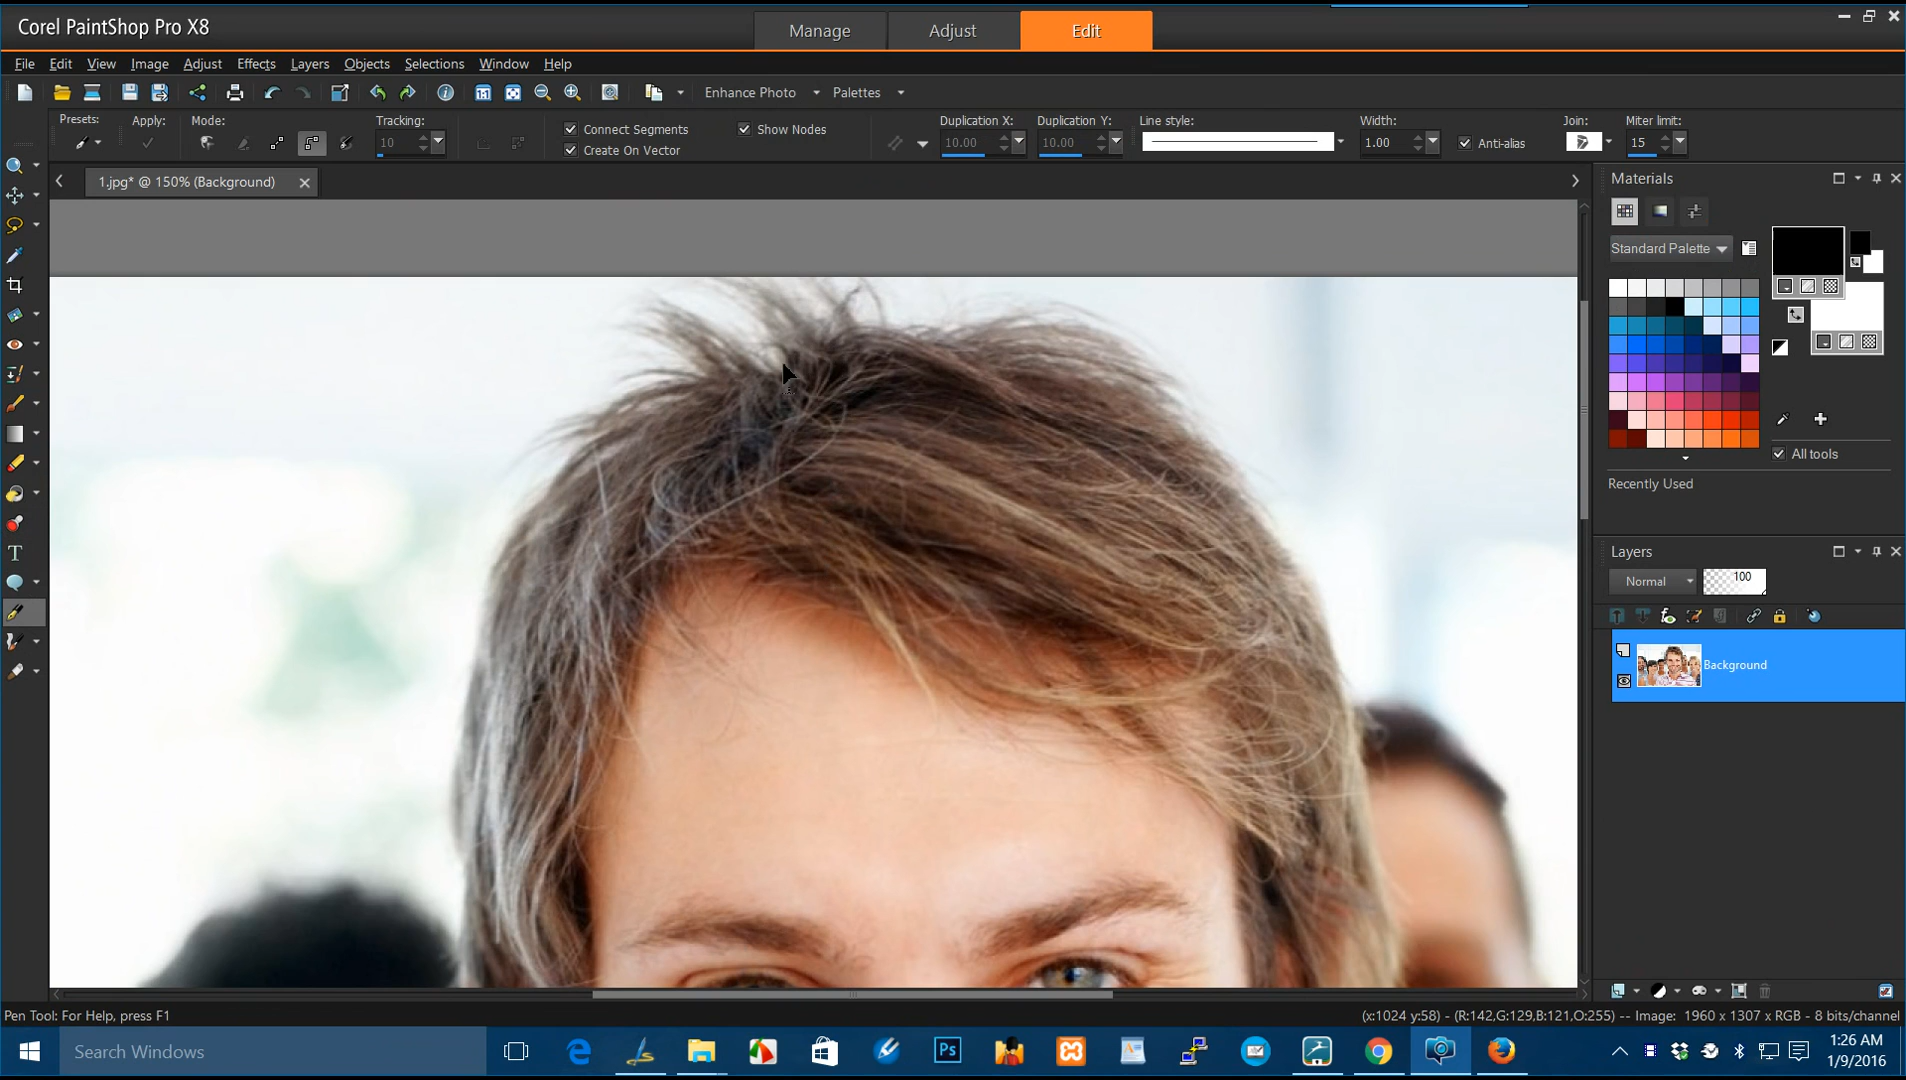 Corel PaintShop Pro X8
Manage
Adjust
Edit
File Edit View Image Adjust Effects Layers Objects Selections Window Help
Enhance Photo
Palettes
Presets:
Apply:
Mode:
Tracking:
10
Connect Segments
Create On Vector
Show Nodes
Duplication X:
10.00
Duplication Y:
10.00
Line style:
Width:
1.00
Anti-alias
Join:
Miter limit:
15
1.jpg* @ 150% (Background)
Materials
Standard Palette
All tools
Recently Used
Layers
Normal
100
Background
Pen Tool: For Help, press F1
(x:1024 y:58) - (R:142,G:129,B:121,O:255) -- Image: 1960 x 1307 x RGB - 8 bits/channel
Search Windows
Ps
1:26 AM
1/9/2016